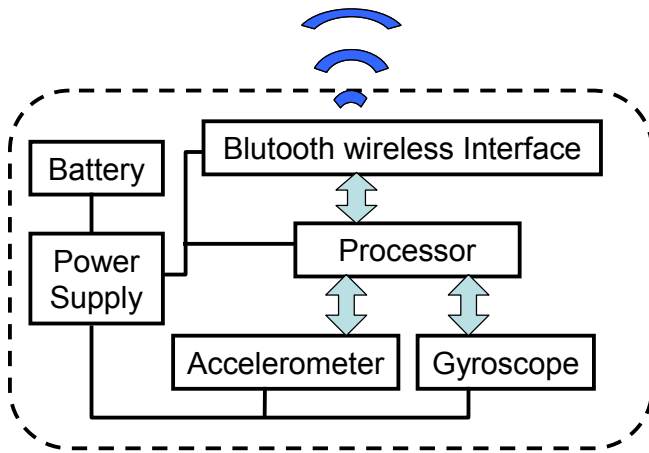 Blutooth wireless Interface
Battery
Processor
Power
Supply
Accelerometer
Gyroscope